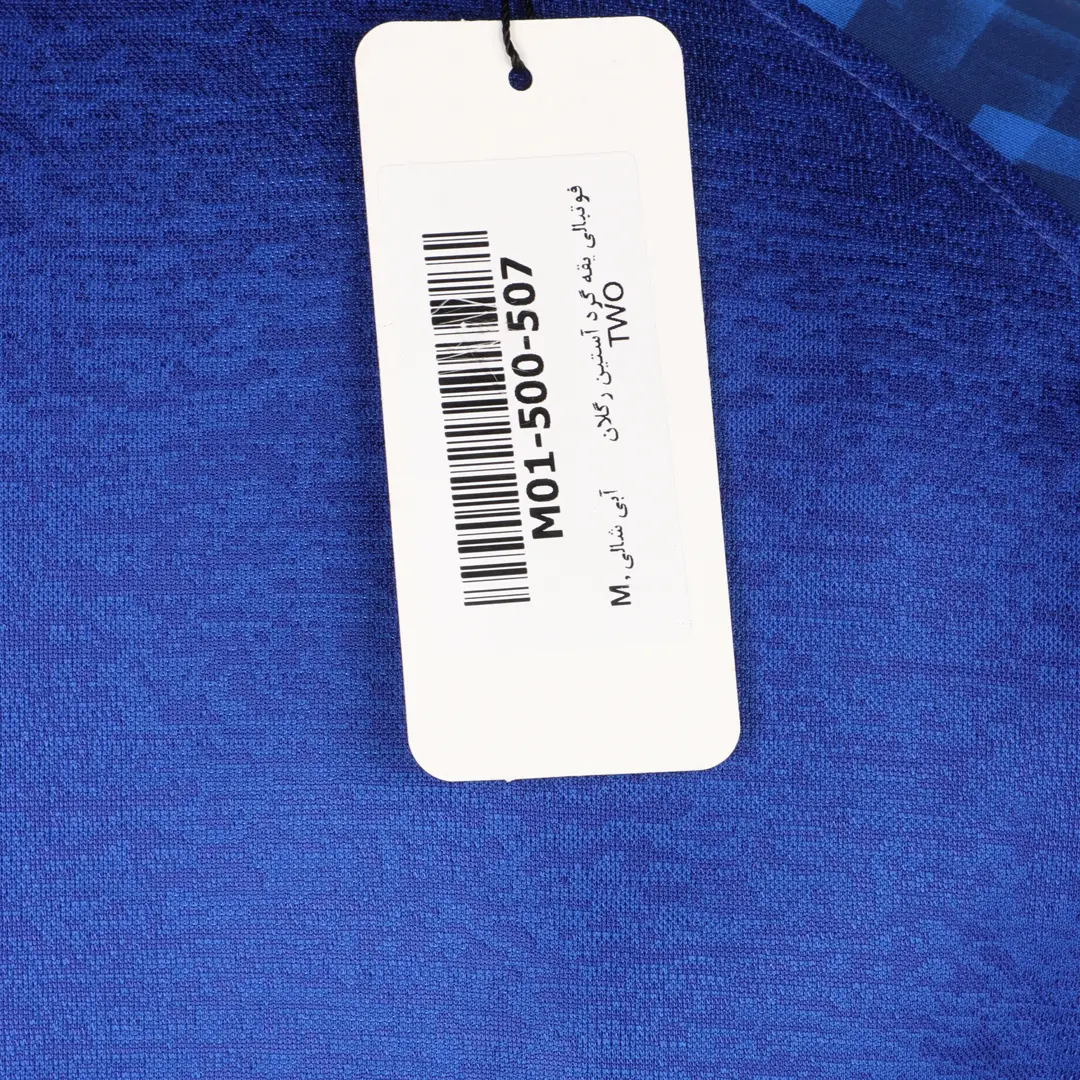 M01-500-507
فوتبالی یقه گرد آستین رگلان
TWO
آبی شالی, M